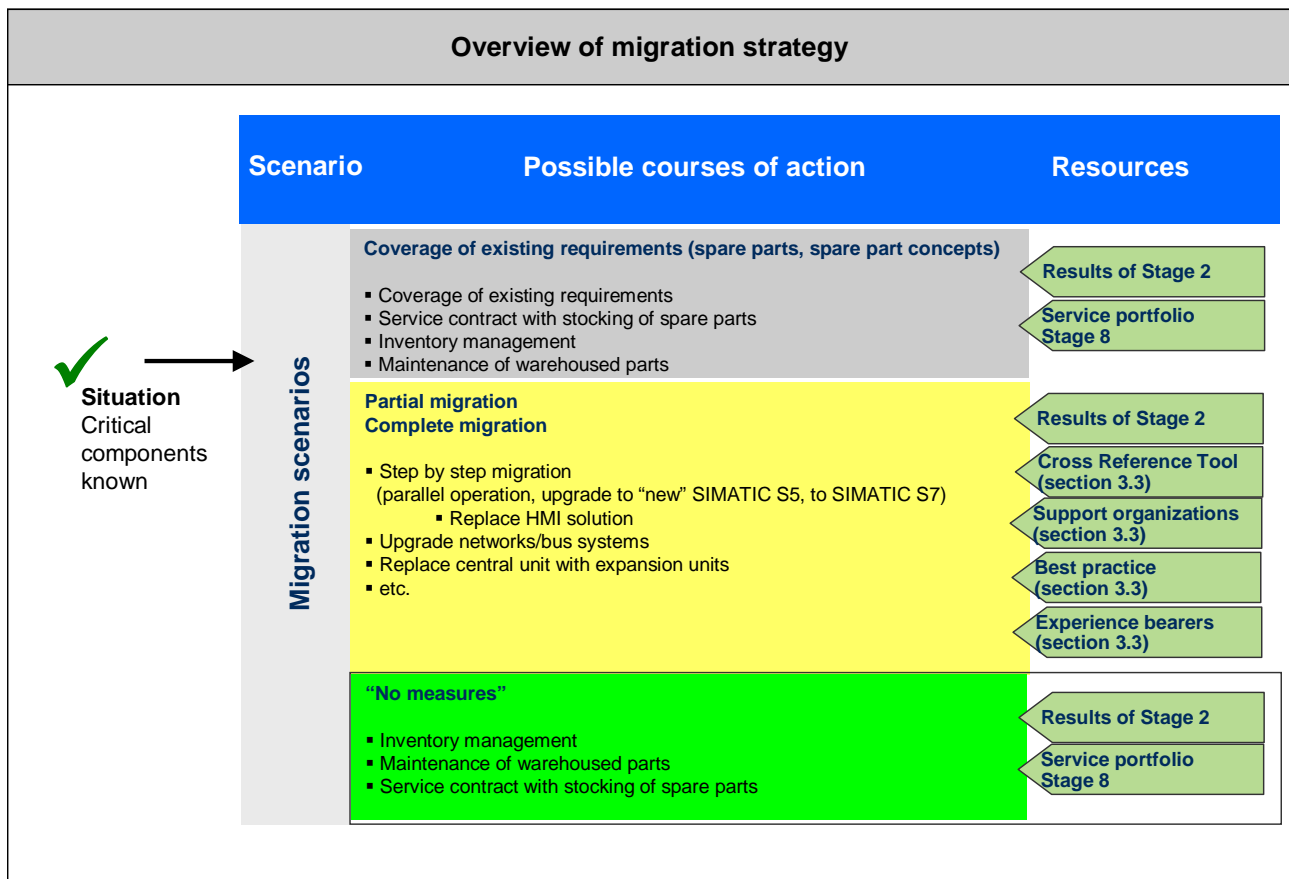 Overview of migration strategy
Scenario
Possible courses of action
Resources
Situation
Critical
components
known
Migration scenarios
Coverage of existing requirements (spare parts, spare part concepts)
▪ Coverage of existing requirements
▪ Service contract with stocking of spare parts
▪ Inventory management
▪ Maintenance of warehoused parts
Results of Stage 2
Service portfolio
Stage 8
Partial migration
Complete migration
▪ Step by step migration
(parallel operation, upgrade to “new” SIMATIC S5, to SIMATIC S7)
▪ Replace HMI solution
▪ Upgrade networks/bus systems
▪ Replace central unit with expansion units
▪ etc.
Results of Stage 2
Cross Reference Tool
(section 3.3)
Support organizations
(section 3.3)
Best practice
(section 3.3)
Experience bearers
(section 3.3)
“No measures”
▪ Inventory management
▪ Maintenance of warehoused parts
▪ Service contract with stocking of spare parts
Results of Stage 2
Service portfolio
Stage 8